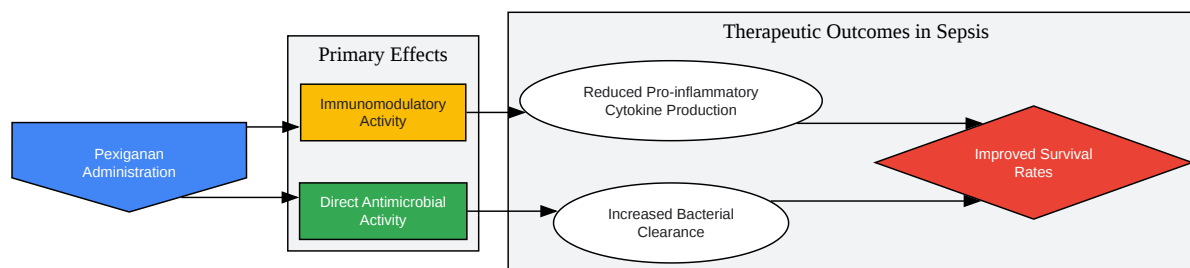 Primary Effects
Therapeutic Outcomes in Sepsis
Pexiganan
Administration
Immunomodulatory
Activity
Direct Antimicrobial
Activity
Reduced Pro-inflammatory
Cytokine Production
Increased Bacterial
Clearance
Improved Survival
Rates